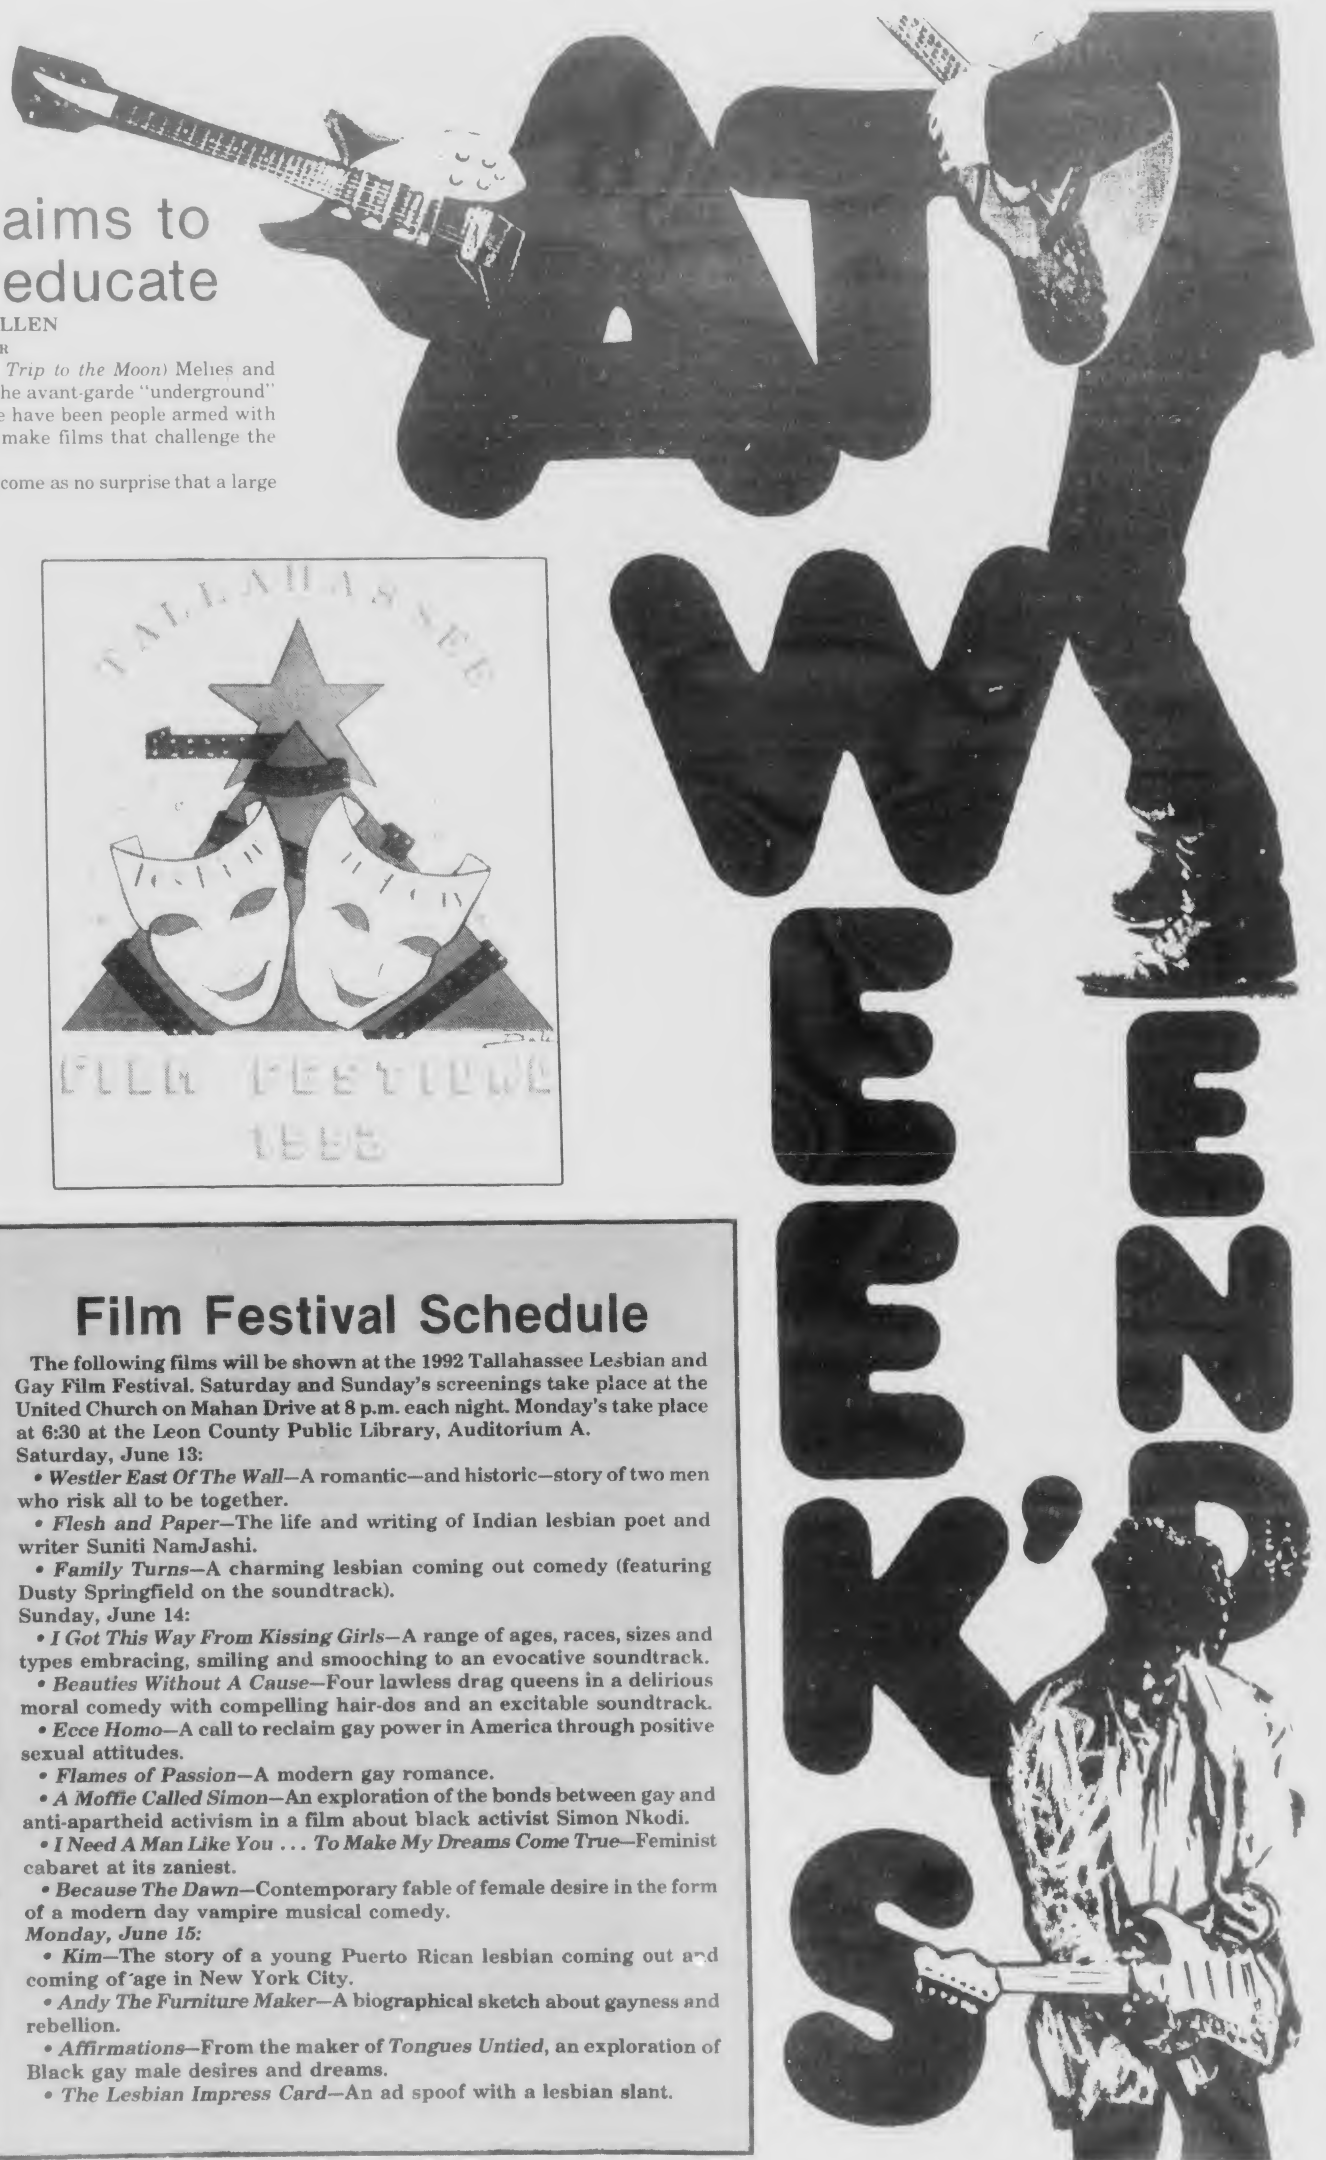 aims to
educate
LLEN
R
Trip to the Moon) Melies and
he avant-garde "underground"
e have been people armed with
make films that challenge the
come as no surprise that a large
AT
WEEK'S
END
TALLAHASSEE
Dale
FILM FESTIVAL
Film Festival Schedule
The following films will be shown at the 1992 Tallahassee Lesbian and
Gay Film Festival. Saturday and Sunday's screenings take place at the
United Church on Mahan Drive at 8 p.m. each night. Monday's take place
at 6:30 at the Leon County Public Library, Auditorium A.
Saturday, June 13:
• Westler East Of The Wall—A romantic—and historic—story of two men
who risk all to be together.
• Flesh and Paper—The life and writing of Indian lesbian poet and
writer Suniti NamJashi.
• Family Turns—A charming lesbian coming out comedy (featuring
Dusty Springfield on the soundtrack).
Sunday, June 14:
• I Got This Way From Kissing Girls—A range of ages, races, sizes and
types embracing, smiling and smooching to an evocative soundtrack.
• Beauties Without A Cause—Four lawless drag queens in a delirious
moral comedy with compelling hair-dos and an excitable soundtrack.
• Ecce Homo—A call to reclaim gay power in America through positive
sexual attitudes.
• Flames of Passion—A modern gay romance.
• A Moffie Called Simon—An exploration of the bonds between gay and
anti-apartheid activism in a film about black activist Simon Nkodi.
• I Need A Man Like You . . . To Make My Dreams Come True—Feminist
cabaret at its zaniest.
• Because The Dawn—Contemporary fable of female desire in the form
of a modern day vampire musical comedy.
Monday, June 15:
• Kim—The story of a young Puerto Rican lesbian coming out and
coming of age in New York City.
• Andy The Furniture Maker—A biographical sketch about gayness and
rebellion.
• Affirmations—From the maker of Tongues Untied, an exploration of
Black gay male desires and dreams.
• The Lesbian Impress Card—An ad spoof with a lesbian slant.